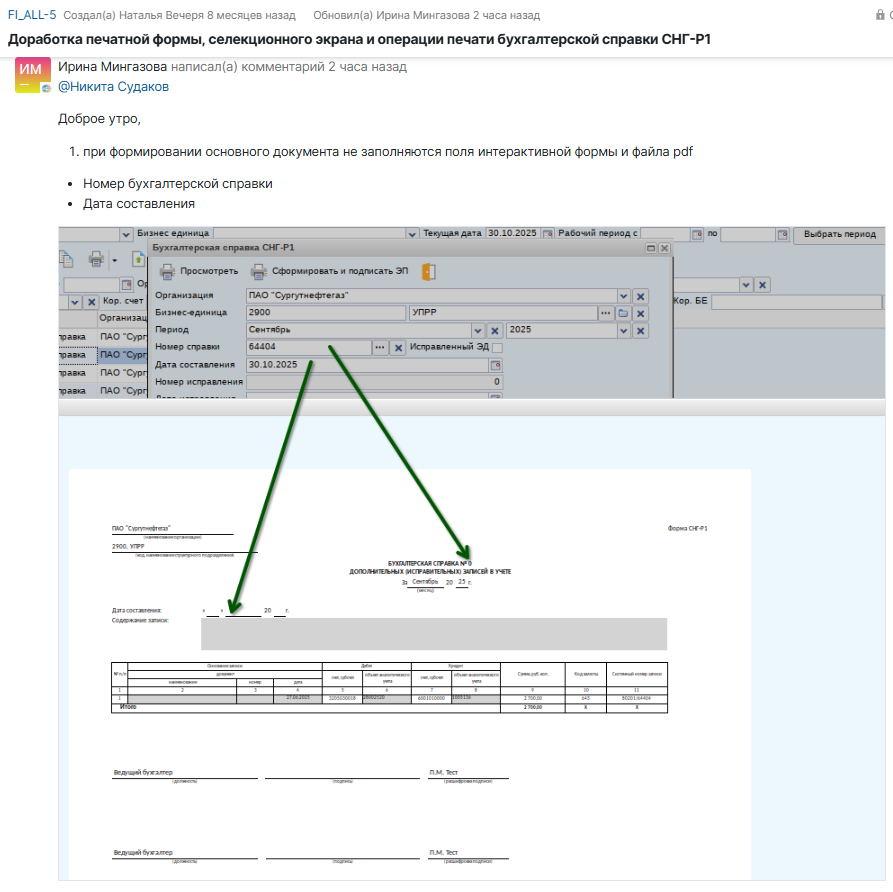 FI_ALL-5 Создал(а) Наталья Вечеря 8 месяцев назад Обновил(а) Ирина Мингазова 2 часа назад
Доработка печатной формы, селекционного экрана и операции печати бухгалтерской справки СНГ-Р1
ИМ
Ирина Мингазова написал(а) комментарий 2 часа назад
@Никита Судаков
Доброе утро,
1. при формировании основного документа не заполняются поля интерактивной формы и файла pdf
• Номер бухгалтерской справки
• Дата составления
Бизнес единица Текущая дата 30.10.2025 Рабочий период с по Выбрать период
Бухгалтерская справка СНГ-Р1
Просмотреть Сформировать и подписать ЭП
Организация ПАО "Сургутнефтегаз"
Кор. счет Кор. БЕ
Бизнес-единица 2900 УПРР
Организац
Период Сентябрь 2025
правка ПАО "Сург
Номер справки 64404 Исправленный ЭД
правка ПАО "Сург
Дата составления 30.10.2025
правка ПАО "Сург
Номер исправления 0
правка ПАО "Сург
ПАО "Сургутнефтегаз" Форма СНГ-Р1
(наименование организации)
2900, УПРР
(код, наименование структурного подразделения)
БУХГАЛТЕРСКАЯ СПРАВКА № 0
ДОПОЛНИТЕЛЬНЫХ (ИСПРАВИТЕЛЬНЫХ) ЗАПИСЕЙ В УЧЕТЕ
За Сентябрь 20 25 г.
(месяц)
Дата составления: « » 20 г.
Содержание записи:
№ п/п Основание записи Дебет Кредит Сумма, руб. коп. Код валюты Системный номер записи
документ счет, субсчет объект аналитического учета счет, субсчет объект аналитического учета
наименование номер дата
1 2 3 4 5 6 7 8 9 10 11
1 27.06.2025 2 700,00 643 80201/64404
Итого 2 700,00 X X
Ведущий бухгалтер П.М. Тест
(должность) (подпись) (расшифровка подписи)
Ведущий бухгалтер П.М. Тест
(должность) (подпись) (расшифровка подписи)